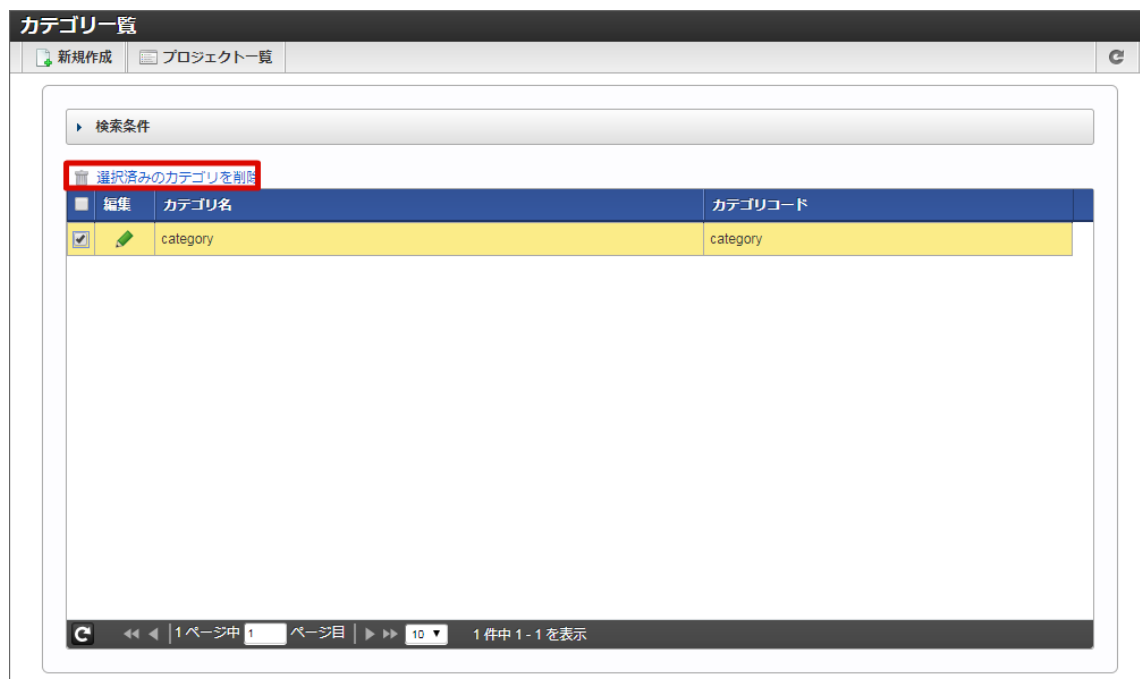 カテゴリ一覧
新規作成 プロジェクト一覧
検索条件
選択済みのカテゴリを削除
編集 カテゴリ名 カテゴリコード
category category
1 ページ中 1 ページ目 10 1 件中 1 - 1 を表示